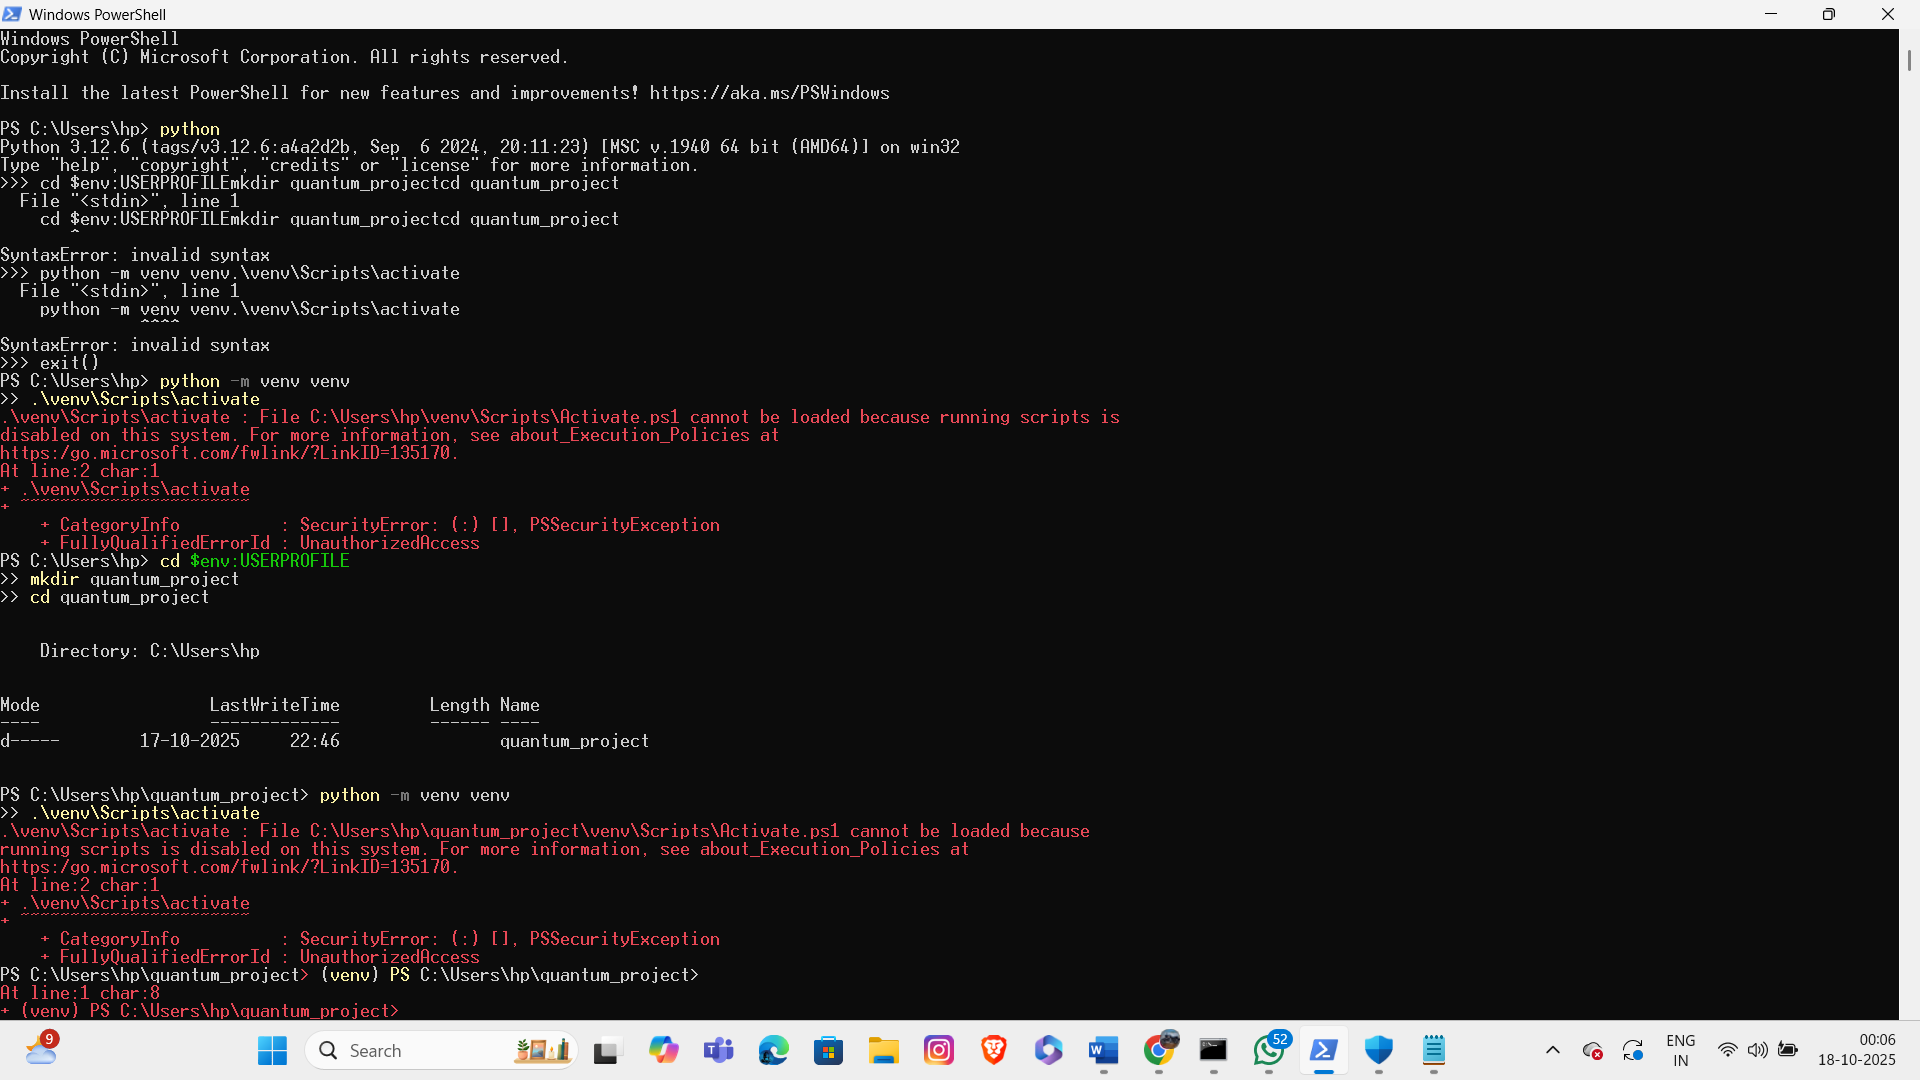 Windows PowerShell
Windows PowerShell
Copyright (C) Microsoft Corporation. All rights reserved.
Install the latest PowerShell for new features and improvements! https://aka.ms/PSWindows
PS C:\Users\hp> python
Python 3.12.6 (tags/v3.12.6:a4a2d2b, Sep  6 2024, 20:11:23) [MSC v.1940 64 bit (AMD64)] on win32
Type "help", "copyright", "credits" or "license" for more information.
>>> cd $env:USERPROFILEmkdir quantum_projectcd quantum_project
  File "<stdin>", line 1
    cd $env:USERPROFILEmkdir quantum_projectcd quantum_project
       ^
SyntaxError: invalid syntax
>>> python -m venv venv.\venv\Scripts\activate
  File "<stdin>", line 1
    python -m venv venv.\venv\Scripts\activate
              ^^^^
SyntaxError: invalid syntax
>>> exit()
PS C:\Users\hp> python -m venv venv
>> .\venv\Scripts\activate
.\venv\Scripts\activate : File C:\Users\hp\venv\Scripts\Activate.ps1 cannot be loaded because running scripts is
disabled on this system. For more information, see about_Execution_Policies at
https:/go.microsoft.com/fwlink/?LinkID=135170.
At line:2 char:1
+ .\venv\Scripts\activate
+ ~~~~~~~~~~~~~~~~~~~~~~~
    + CategoryInfo          : SecurityError: (:) [], PSSecurityException
    + FullyQualifiedErrorId : UnauthorizedAccess
PS C:\Users\hp> cd $env:USERPROFILE
>> mkdir quantum_project
>> cd quantum_project
    Directory: C:\Users\hp
Mode                 LastWriteTime         Length Name
----                 -------------         ------ ----
d-----        17-10-2025     22:46                quantum_project
PS C:\Users\hp\quantum_project> python -m venv venv
>> .\venv\Scripts\activate
.\venv\Scripts\activate : File C:\Users\hp\quantum_project\venv\Scripts\Activate.ps1 cannot be loaded because
running scripts is disabled on this system. For more information, see about_Execution_Policies at
https:/go.microsoft.com/fwlink/?LinkID=135170.
At line:2 char:1
+ .\venv\Scripts\activate
+ ~~~~~~~~~~~~~~~~~~~~~~~
    + CategoryInfo          : SecurityError: (:) [], PSSecurityException
    + FullyQualifiedErrorId : UnauthorizedAccess
PS C:\Users\hp\quantum_project> (venv) PS C:\Users\hp\quantum_project>
At line:1 char:8
+ (venv) PS C:\Users\hp\quantum_project>
9
Search
52
ENG
IN
00:06
18-10-2025